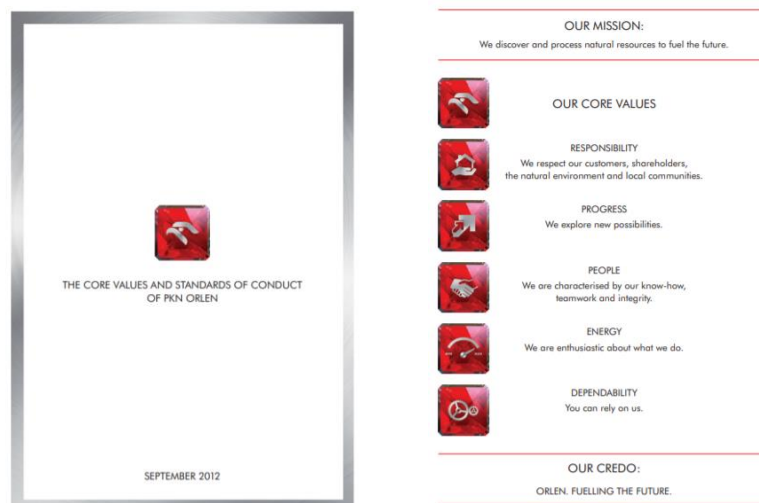 THE CORE VALUES AND STANDARDS OF CONDUCT
OF PKN ORLEN
SEPTEMBER 2012
OUR MISSION:
We discover and process natural resources to fuel the future.
OUR CORE VALUES
RESPONSIBILITY
We respect our customers, shareholders,
the natural environment and local communities.
PROGRESS
We explore new possibilities.
PEOPLE
We are characterised by our know-how,
teamwork and integrity.
ENERGY
We are enthusiastic about what we do.
DEPENDABILITY
You can rely on us.
OUR CREDO:
ORLEN. FUELLING THE FUTURE.